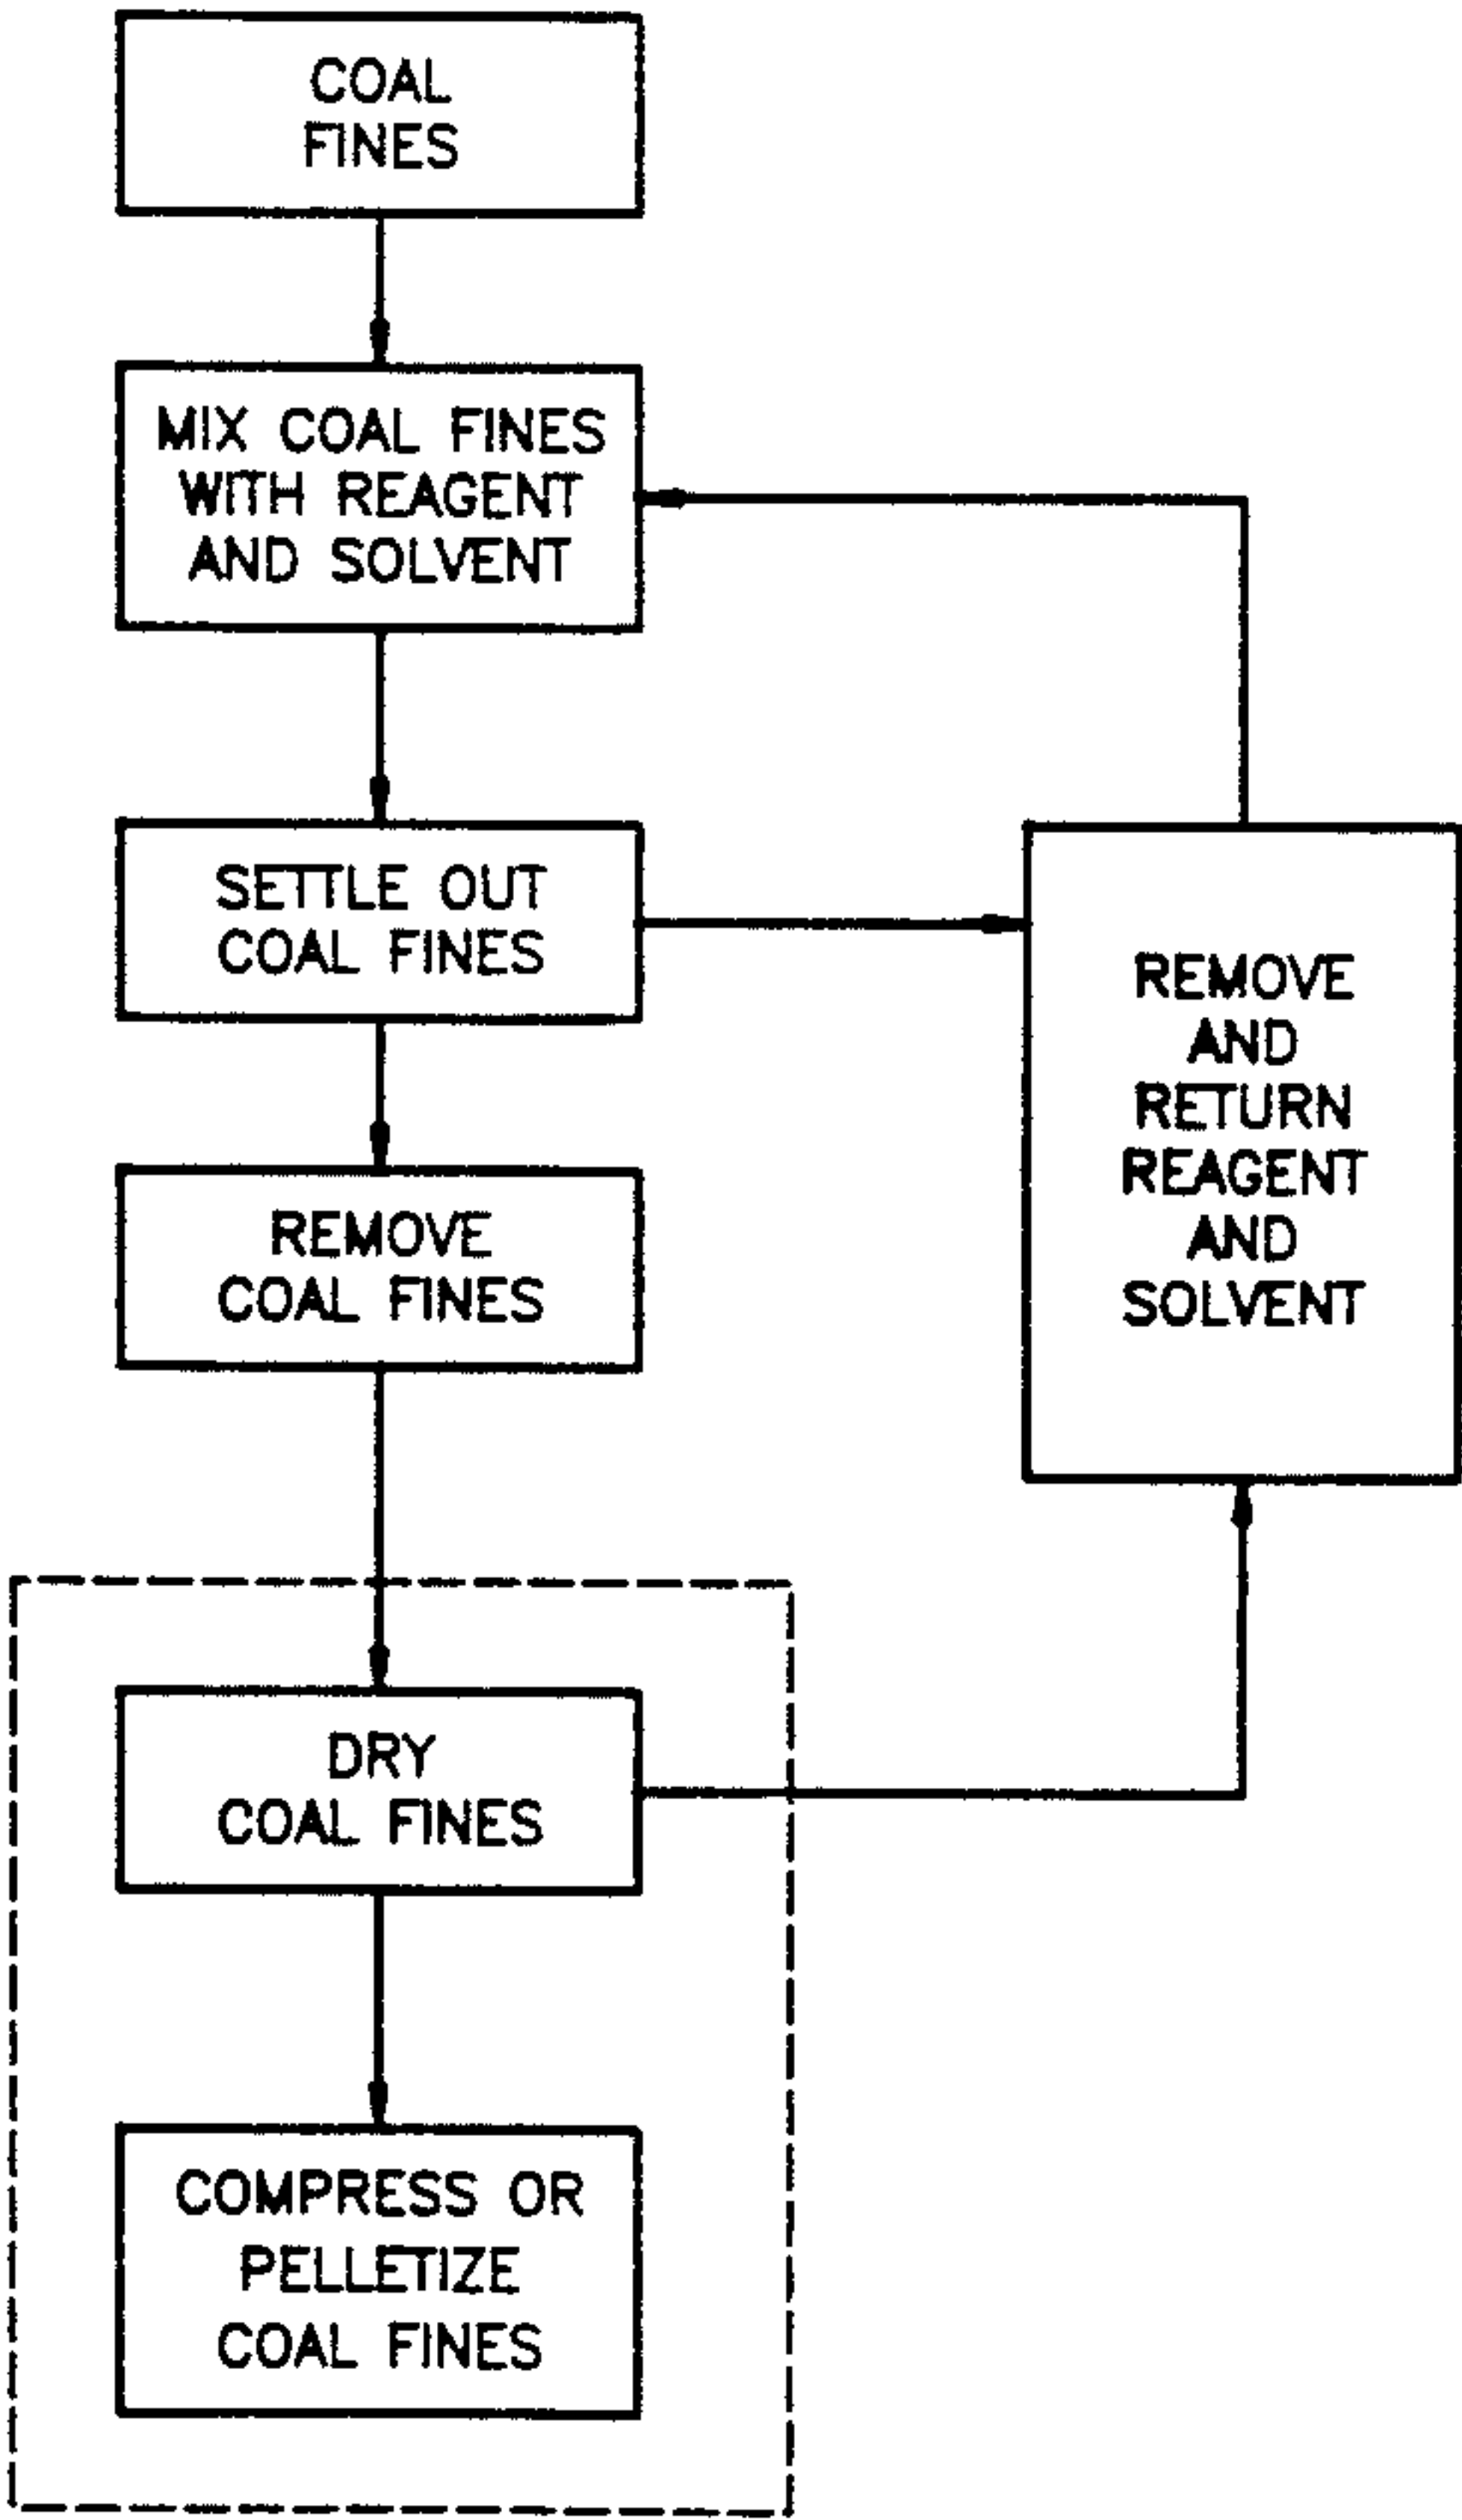 COAL
FINES
MIX COAL FINES
WITH REAGENT
AND SOLVENT
SETTLE OUT
COAL FINES
REMOVE
AND
RETURN
REAGENT
AND
SOLVENT
REMOVE
COAL FINES
DRY
COAL FINES
COMPRESS OR
PELLETIZE
COAL FINES